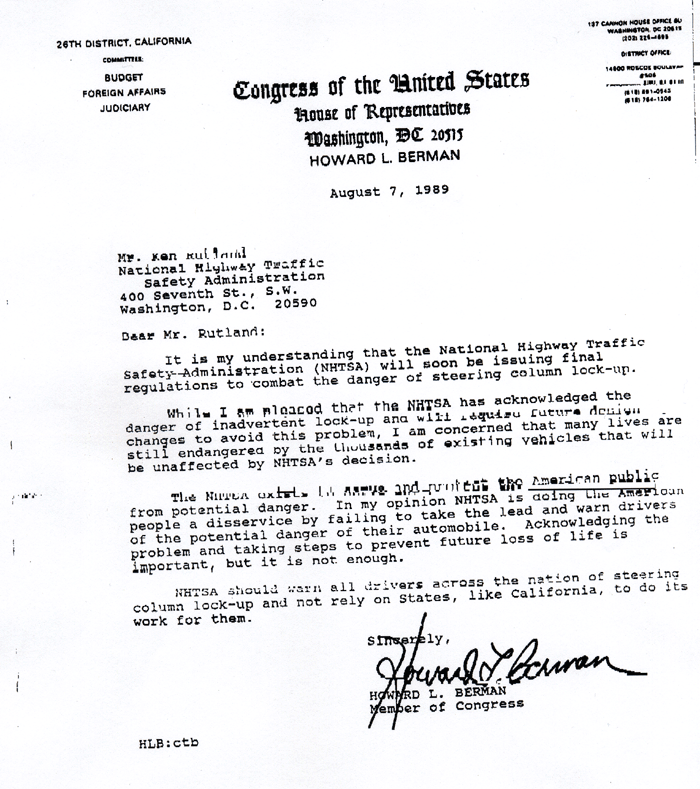 26TH DISTRICT, CALIFORNIA
COMMITTEES:
BUDGET
FOREIGN AFFAIRS
JUDICIARY
137 CANNON HOUSE OFFICE BU
WASHINGTON, DC 20515
(202)
DISTRICT OFFICE:
14600 ROSCOE BOULEVAR
(818) 891-0543
(818) 784-1206
Congress of the United States
House of Representatives
Washington, DC 20515
HOWARD L. BERMAN
August 7, 1989
Mr. Ken Rutland
National Highway Traffic
Safety Administration
400 Seventh St., S.W.
Washington, D.C. 20590
Dear Mr. Rutland:
It is my understanding that the National Highway Traffic
Safety Administration (NHTSA) will soon be issuing final
regulations to combat the danger of steering column lock-up.
While I am pleased that the NHTSA has acknowledged the
danger of inadvertent lock-up and will require future design
changes to avoid this problem, I am concerned that many lives are
still endangered by the thousands of existing vehicles that will
be unaffected by NHTSA's decision.
The NHTSA exists to serve and protect the American public
from potential danger. In my opinion NHTSA is doing the American
people a disservice by failing to take the lead and warn drivers
of the potential danger of their automobile. Acknowledging the
problem and taking steps to prevent future loss of life is
important, but it is not enough.
NHTSA should warn all drivers across the nation of steering
column lock-up and not rely on States, like California, to do its
work for them.
Sincerely,
Howard L. Berman
HOWARD L. BERMAN
Member of Congress
HLB:ctb